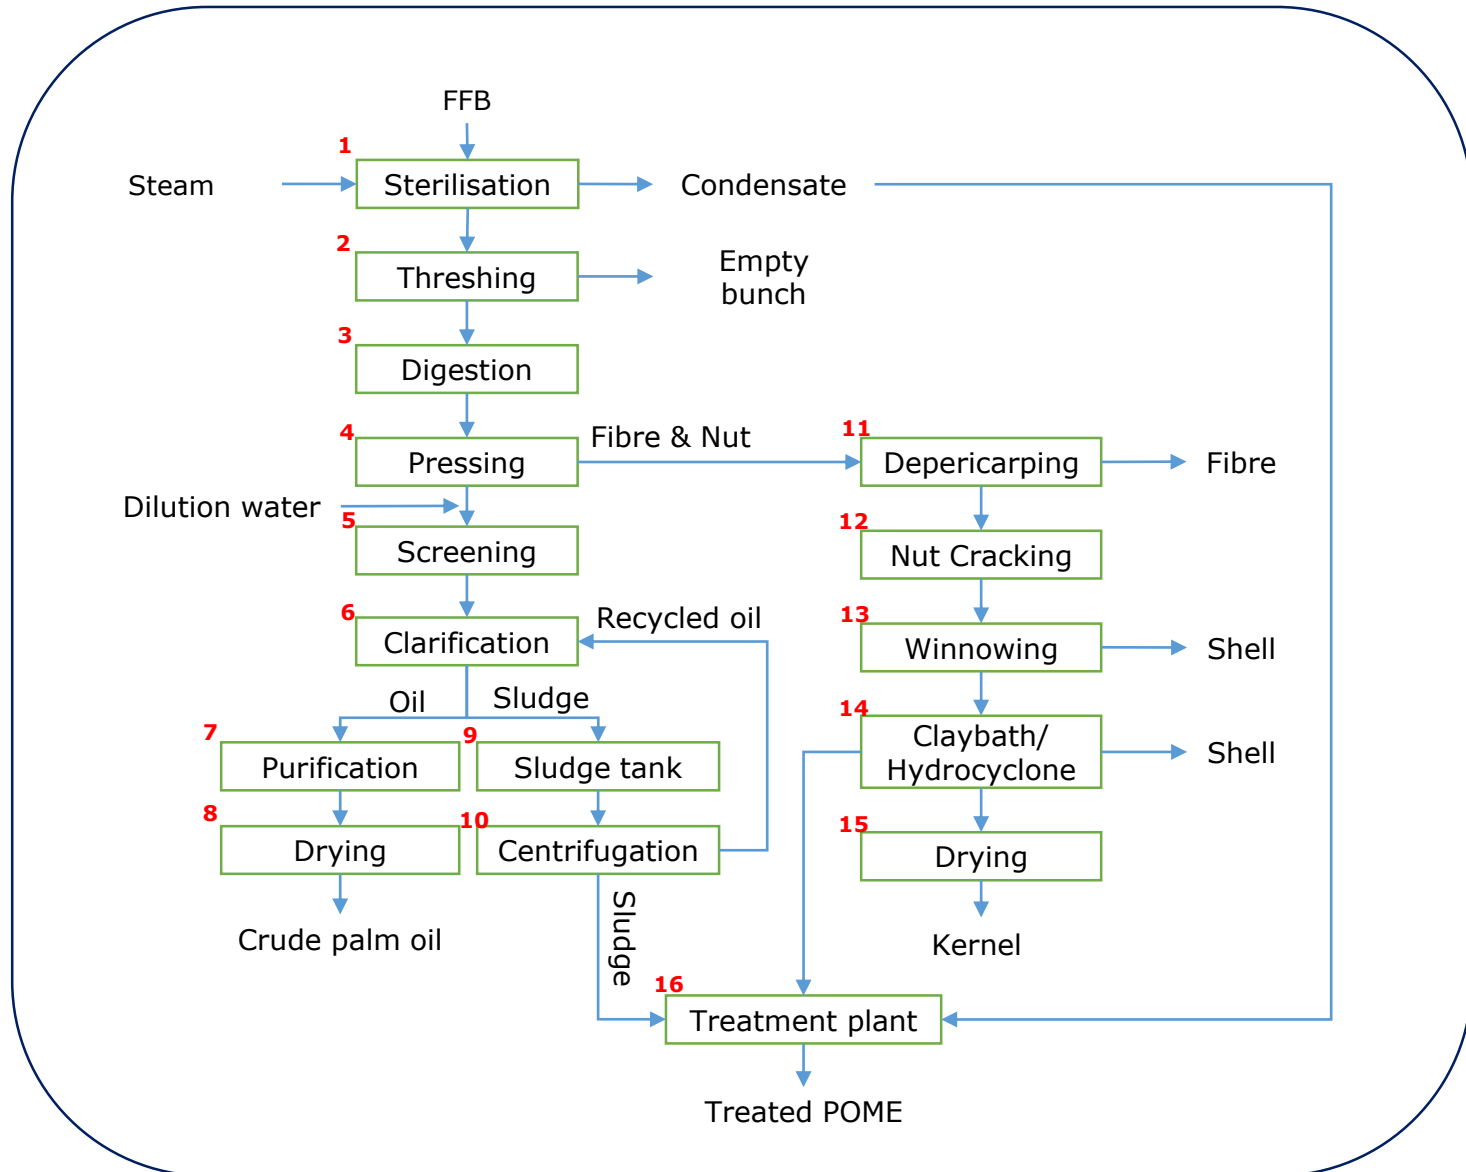 FFB
1
Steam
Sterilisation
Condensate
2
Threshing
Empty
bunch
3
Digestion
4
Pressing
Fibre & Nut
11
Depericarping
Fibre
Dilution water
5
Screening
12
Nut Cracking
6
Clarification
Recycled oil
13
Winnowing
Shell
Oil
Sludge
7
Purification
9
Sludge tank
14
Claybath/
Hydrocyclone
Shell
8
Drying
10
Centrifugation
15
Drying
Crude palm oil
Sludge
Kernel
16
Treatment plant
Treated POME